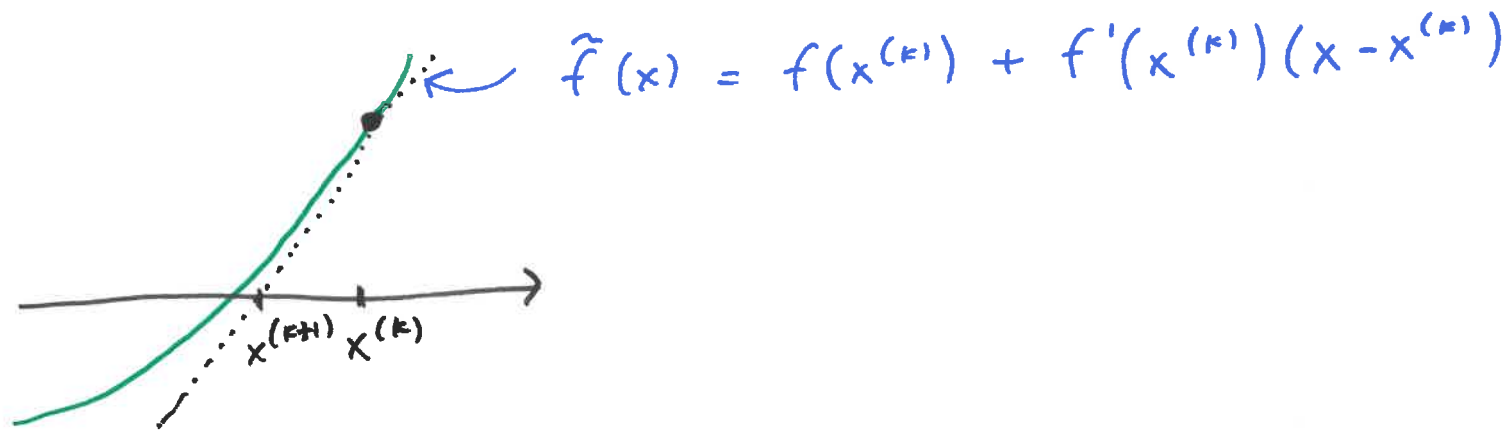 f̃(x) = f(x^(k)) + f'(x^(k))(x - x^(k))
x^(k+1) x^(k)